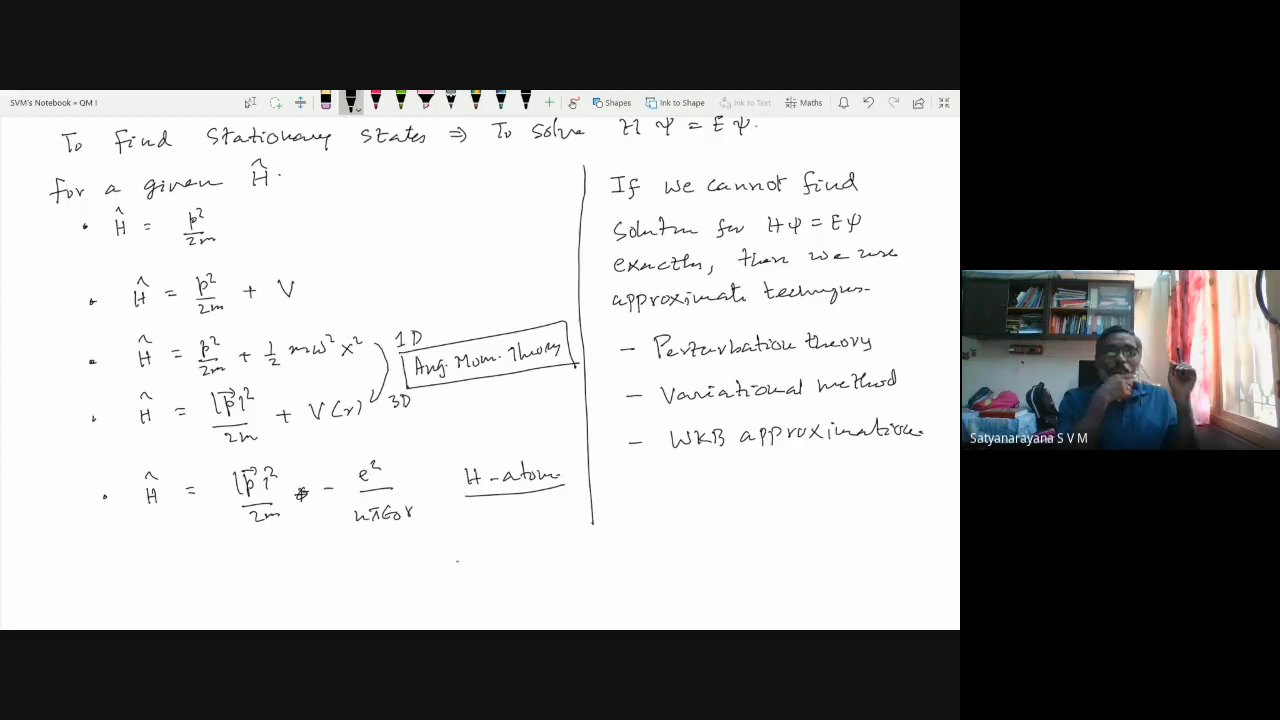 SVM's Notebook » QM I
Shapes
Ink to Shape
Ink to Text
Maths
To find stationary states ⇒ To solve H Ψ = E Ψ.
For a given Ĥ.
• Ĥ = p²/2m
• Ĥ = p²/2m + V
• Ĥ = p²/2m + 1/2 mω²x² 1D
Ang. Mom. Theory
• Ĥ = |p⃗|²/2m + V(r) 3D
• Ĥ = |p⃗|²/2m - e²/4πε₀r H-atom
If we cannot find
solution for Hψ = Eψ
exactly, then we use
approximate techniques.
- Perturbation theory
- Variational method
- WKB approximation.
Satyanarayana S V M